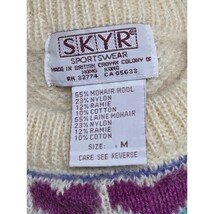 SKYR®
SPORTSWEAR
MADE IN BRITISH CROWN COLONY OF
HONG KONG
RN 32774 CA 05633
55% MOHAIR WOOL
23% NYLON
12% RAMIE
10% COTTON
55% LAINE MOHAIR
23% NYLON
12% RAMIE
10% COTTON
SIZE : M
CARE SEE REVERSE